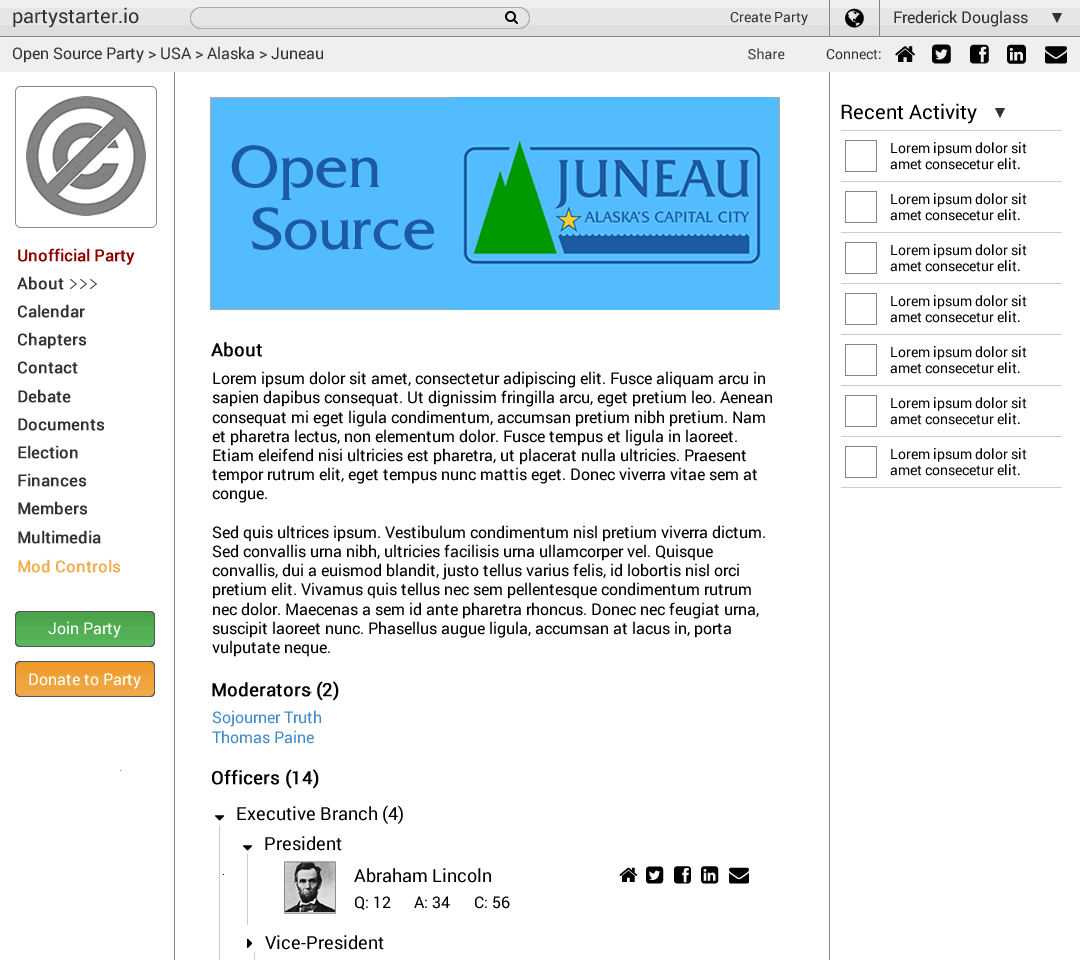 partystarter.io
Create Party
Frederick Douglass
Open Source Party > USA > Alaska > Juneau
Share
Connect:
Unofficial Party
About >>>
Calendar
Chapters
Contact
Debate
Documents
Election
Finances
Members
Multimedia
Mod Controls
Join Party
Donate to Party
Open
Source
JUNEAU
ALASKA'S CAPITAL CITY
About
Lorem ipsum dolor sit amet, consectetur adipiscing elit. Fusce aliquam arcu in
sapien dapibus consequat. Ut dignissim fringilla arcu, eget pretium leo. Aenean
consequat mi eget ligula condimentum, accumsan pretium nibh pretium. Nam
et pharetra lectus, non elementum dolor. Fusce tempus et ligula in laoreet.
Etiam eleifend nisi ultricies est pharetra, ut placerat nulla ultricies. Praesent
tempor rutrum elit, eget tempus nunc mattis eget. Donec viverra vitae sem at
congue.
Sed quis ultrices ipsum. Vestibulum condimentum nisl pretium viverra dictum.
Sed convallis urna nibh, ultricies facilisis urna ullamcorper vel. Quisque
convallis, dui a euismod blandit, justo tellus varius felis, id lobortis nisl orci
pretium elit. Vivamus quis tellus nec sem pellentesque condimentum rutrum
nec dolor. Maecenas a sem id ante pharetra rhoncus. Donec nec feugiat urna,
suscipit laoreet nunc. Phasellus augue ligula, accumsan at lacus in, porta
vulputate neque.
Moderators (2)
Sojourner Truth
Thomas Paine
Officers (14)
Executive Branch (4)
President
Abraham Lincoln
Q: 12 A: 34 C: 56
Vice-President
Recent Activity
Lorem ipsum dolor sit
amet consecetur elit.
Lorem ipsum dolor sit
amet consecetur elit.
Lorem ipsum dolor sit
amet consecetur elit.
Lorem ipsum dolor sit
amet consecetur elit.
Lorem ipsum dolor sit
amet consecetur elit.
Lorem ipsum dolor sit
amet consecetur elit.
Lorem ipsum dolor sit
amet consecetur elit.